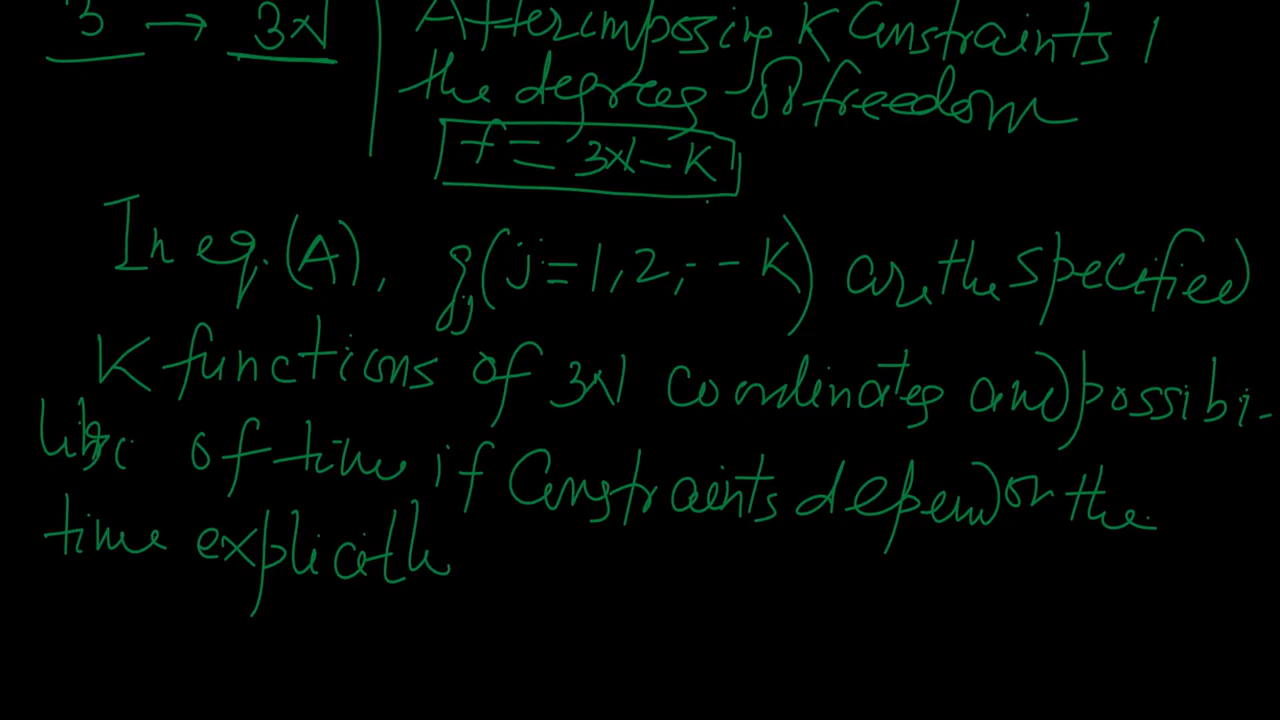 3 → 3N
After imposing K Constraints,
the degrees of freedom
f = 3N - K
In eq. (A), gj (j = 1, 2, - - K) are the specified
K functions of 3N Coordinates and possibi-
of time if Constraints depend on the
time explicitly